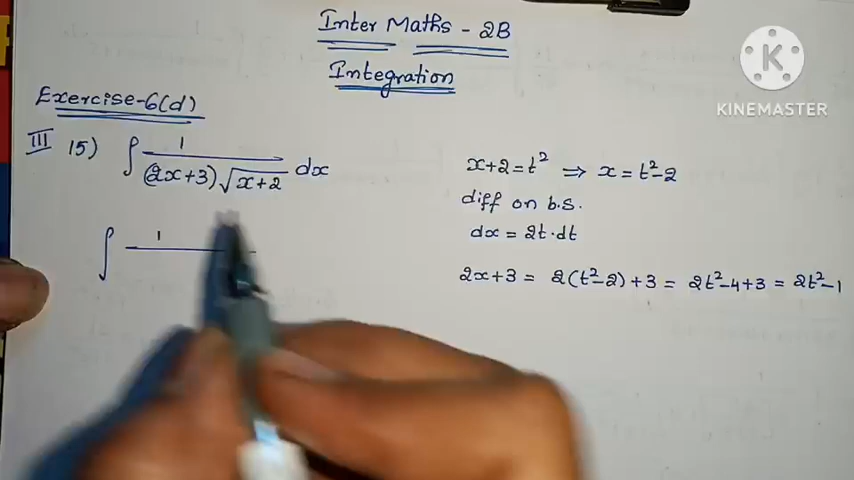 Inter Maths - 2B
Integration
K
KINEMASTER
Exercise-6(d)
III 15) ∫ 1/((2x+3)√(x+2)) dx
x+2 = t² ⇒ x = t²-2
diff on b.s.
dx = 2t·dt
∫ 1
2x+3 = 2(t²-2)+3 = 2t²-4+3 = 2t²-1